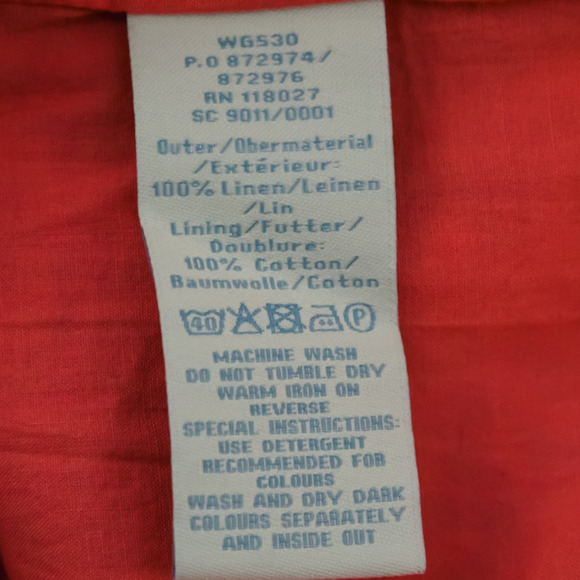 WG530
P.O 872974/
872976
RN 118027
SC 9011/0001
Outer/Obermaterial
/Extérieur:
100% Linen/Leinen
/Lin
Lining/Futter/
Doublure:
100% Cotton/
Baumwolle/Coton
40 P
MACHINE WASH
DO NOT TUMBLE DRY
WARM IRON ON
REVERSE
SPECIAL INSTRUCTIONS:
USE DETERGENT
RECOMMENDED FOR
COLOURS
WASH AND DRY DARK
COLOURS SEPARATELY
AND INSIDE OUT